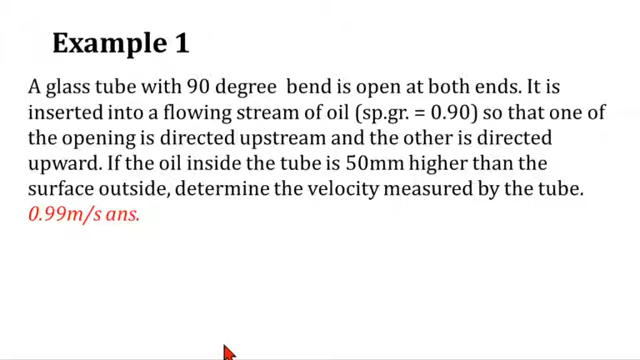 Example 1
A glass tube with 90 degree bend is open at both ends. It is
inserted into a flowing stream of oil (sp.gr. = 0.90) so that one of
the opening is directed upstream and the other is directed
upward. If the oil inside the tube is 50mm higher than the
surface outside, determine the velocity measured by the tube.
0.99m/s ans.